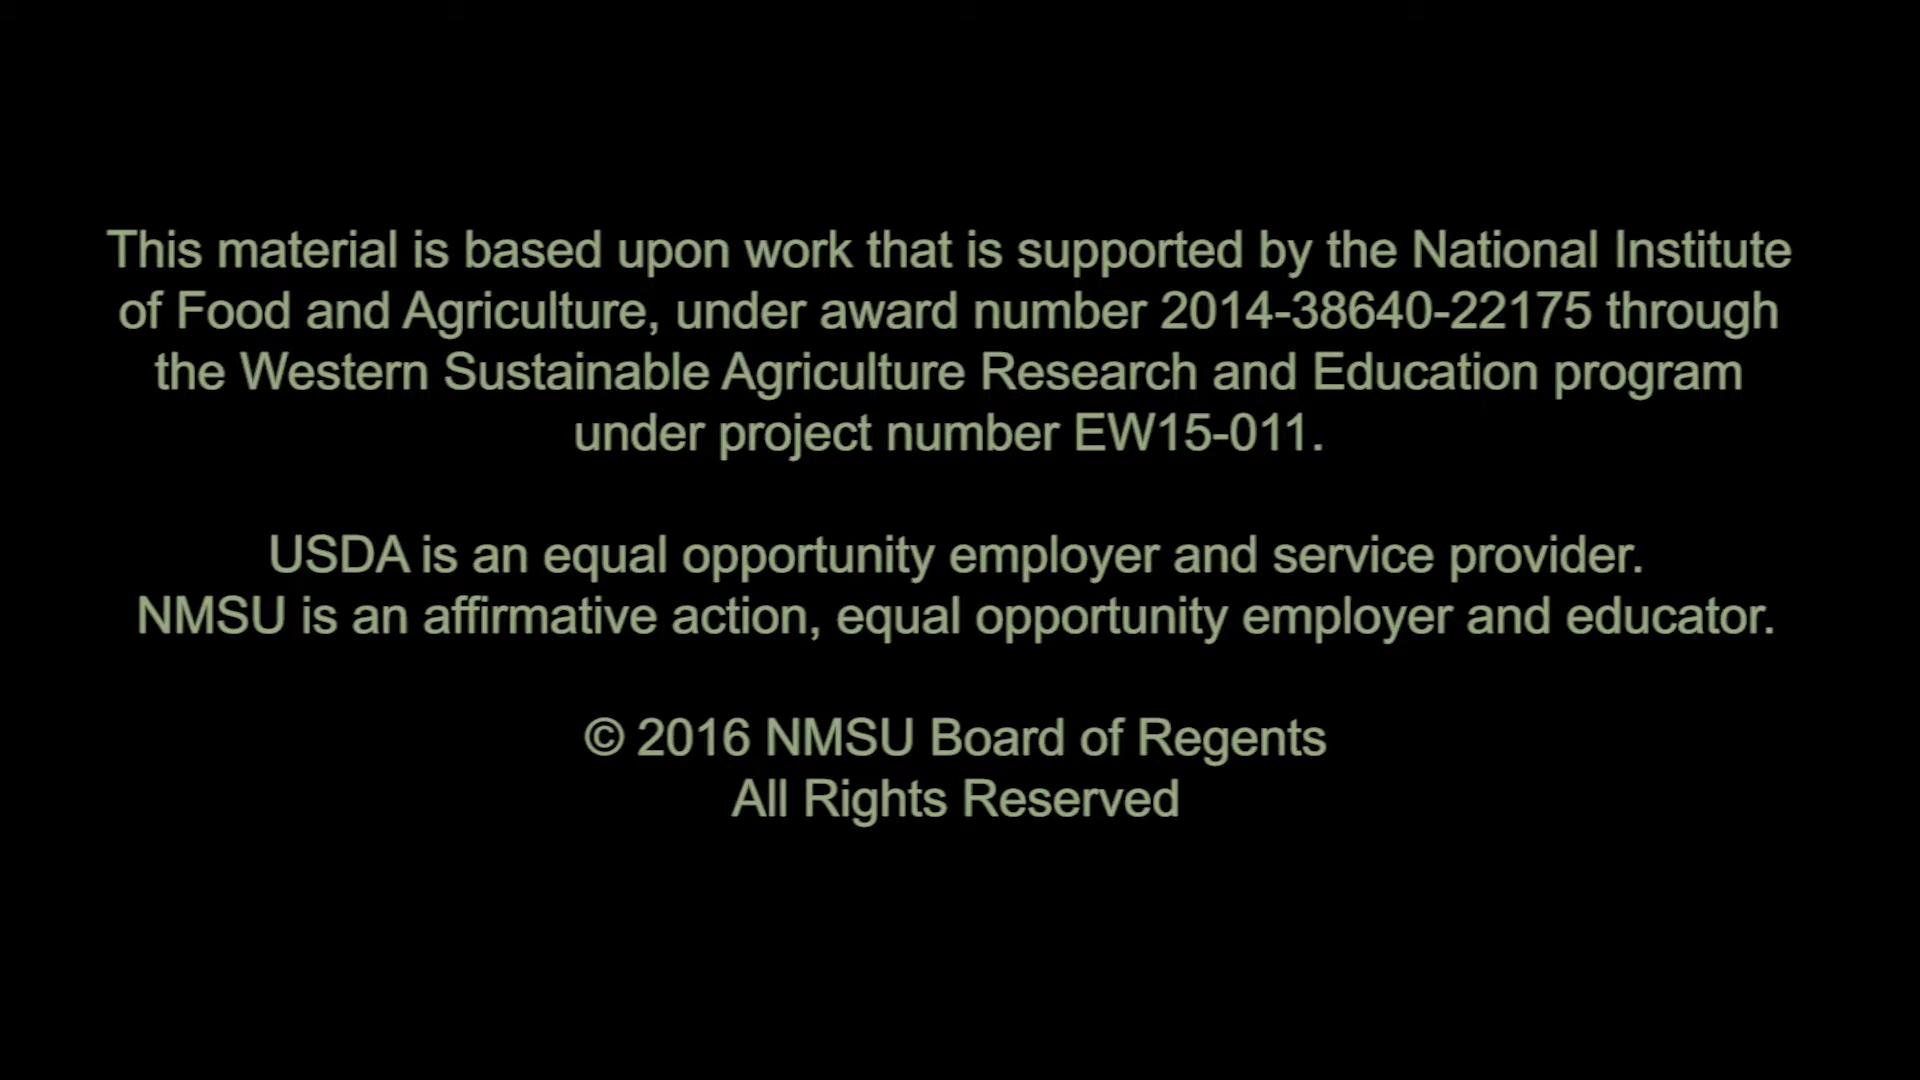 This material is based upon work that is supported by the National Institute
of Food and Agriculture, under award number 2014-38640-22175 through
the Western Sustainable Agriculture Research and Education program
under project number EW15-011.
USDA is an equal opportunity employer and service provider.
NMSU is an affirmative action, equal opportunity employer and educator.
© 2016 NMSU Board of Regents
All Rights Reserved